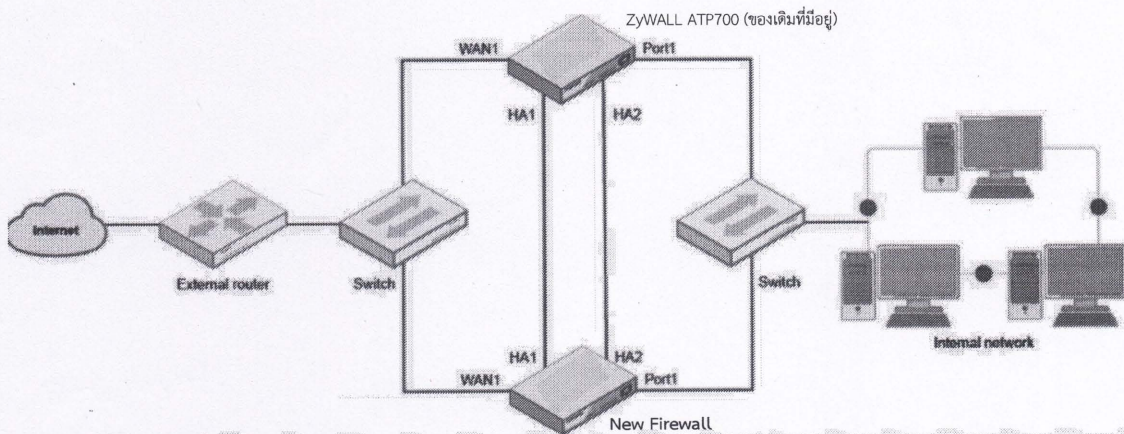 ZyWALL ATP700 (ของเดิมที่มีอยู่)
WAN1
Port1
HA1
HA2
Internet
External router
Switch
Switch
Internal network
HA1
HA2
WAN1
Port1
New Firewall